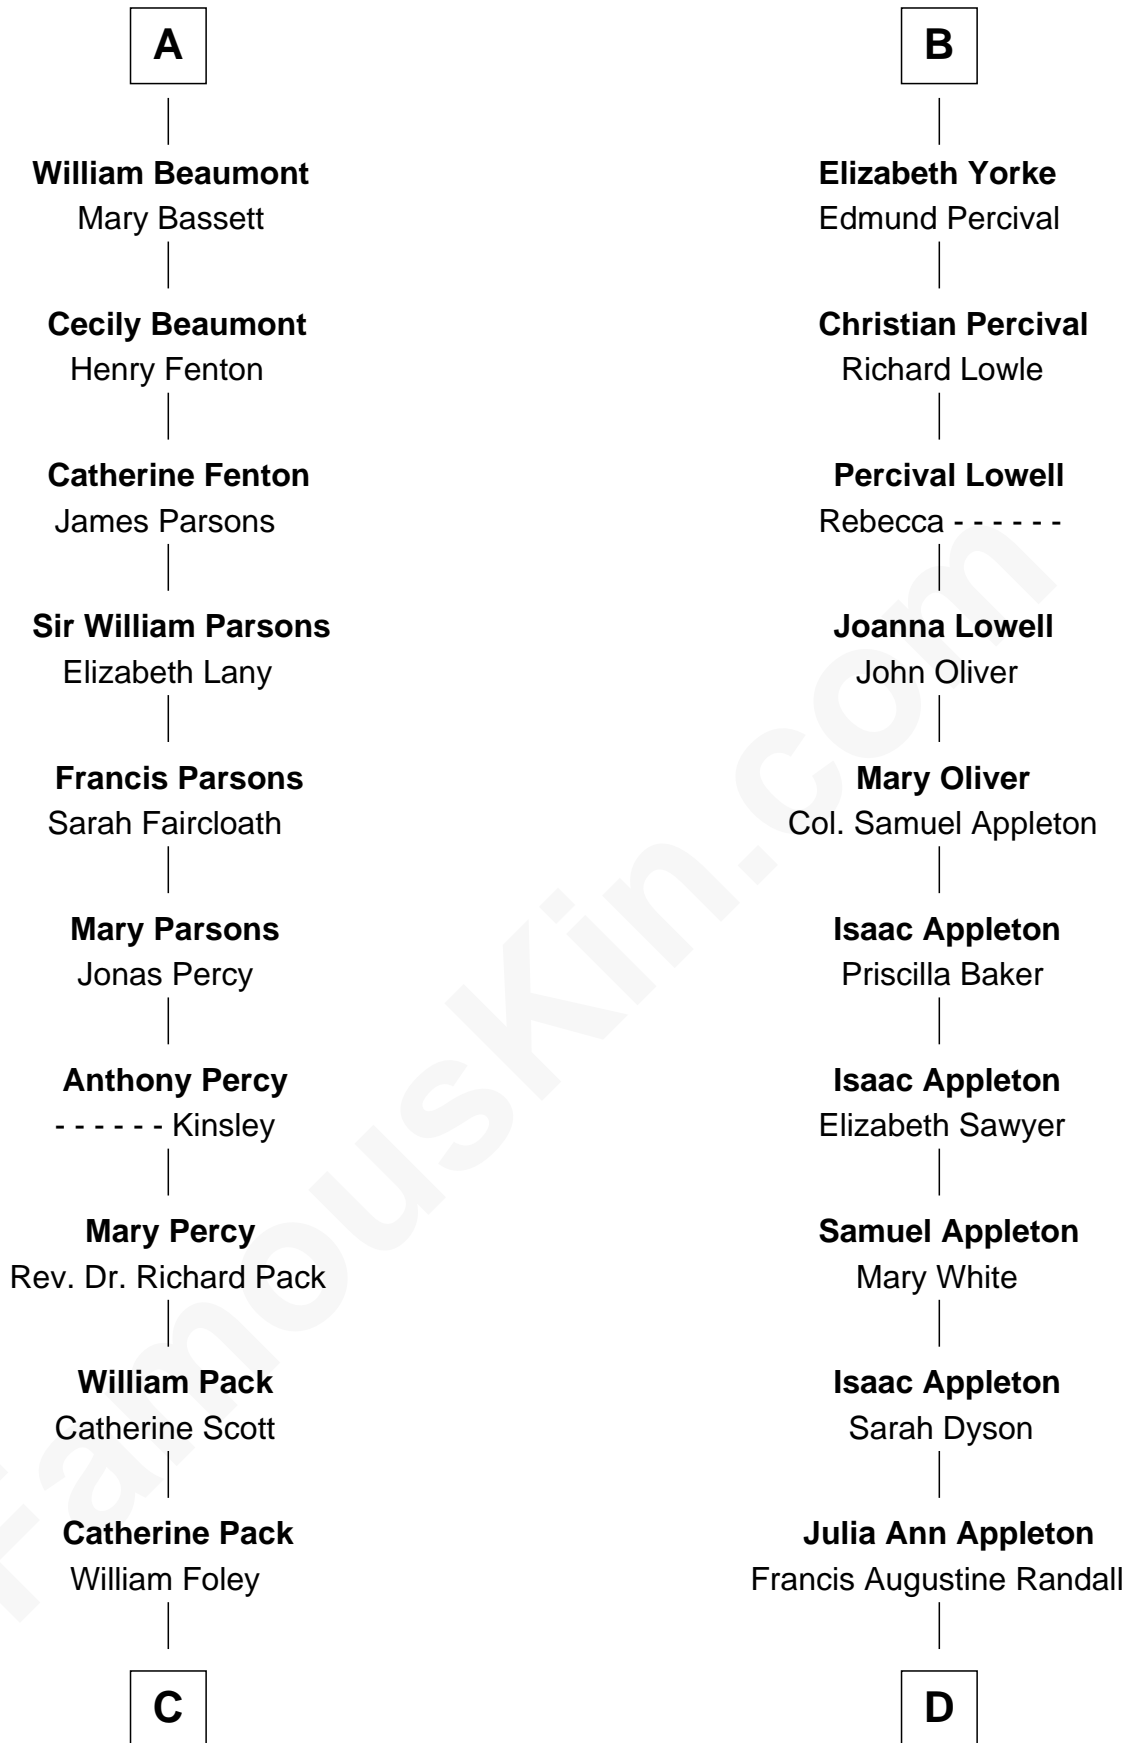 A
William Beaumont
Mary Bassett
Cecily Beaumont
Henry Fenton
Catherine Fenton
James Parsons
Sir William Parsons
Elizabeth Lany
Francis Parsons
Sarah Faircloath
Mary Parsons
Jonas Percy
Anthony Percy
- - - - - - Kinsley
Mary Percy
Rev. Dr. Richard Pack
William Pack
Catherine Scott
Catherine Pack
William Foley
C
B
Elizabeth Yorke
Edmund Percival
Christian Percival
Richard Lowle
Percival Lowell
Rebecca - - - - - -
Joanna Lowell
John Oliver
Mary Oliver
Col. Samuel Appleton
Isaac Appleton
Priscilla Baker
Isaac Appleton
Elizabeth Sawyer
Samuel Appleton
Mary White
Isaac Appleton
Sarah Dyson
Julia Ann Appleton
Francis Augustine Randall
D
FamousKin.com